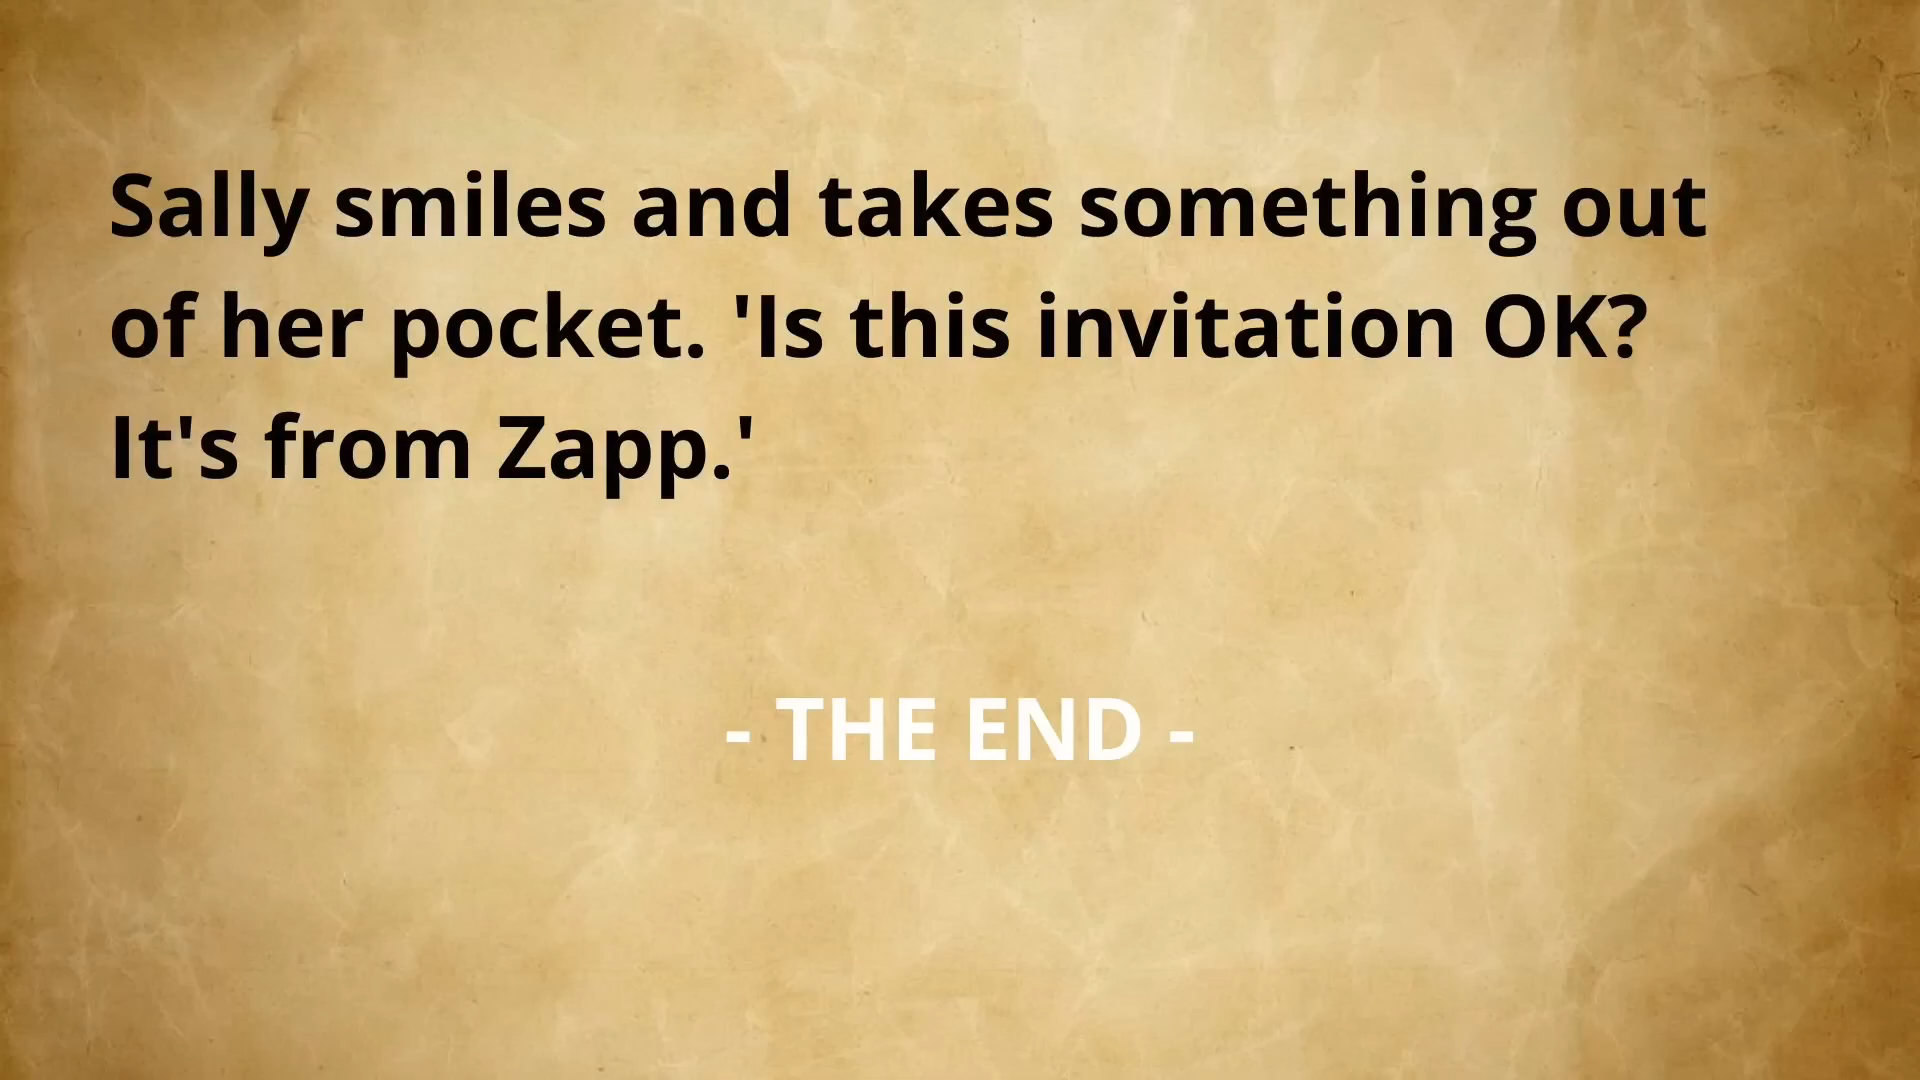 Sally smiles and takes something out
of her pocket. 'Is this invitation OK?
It's from Zapp.'
- THE END -